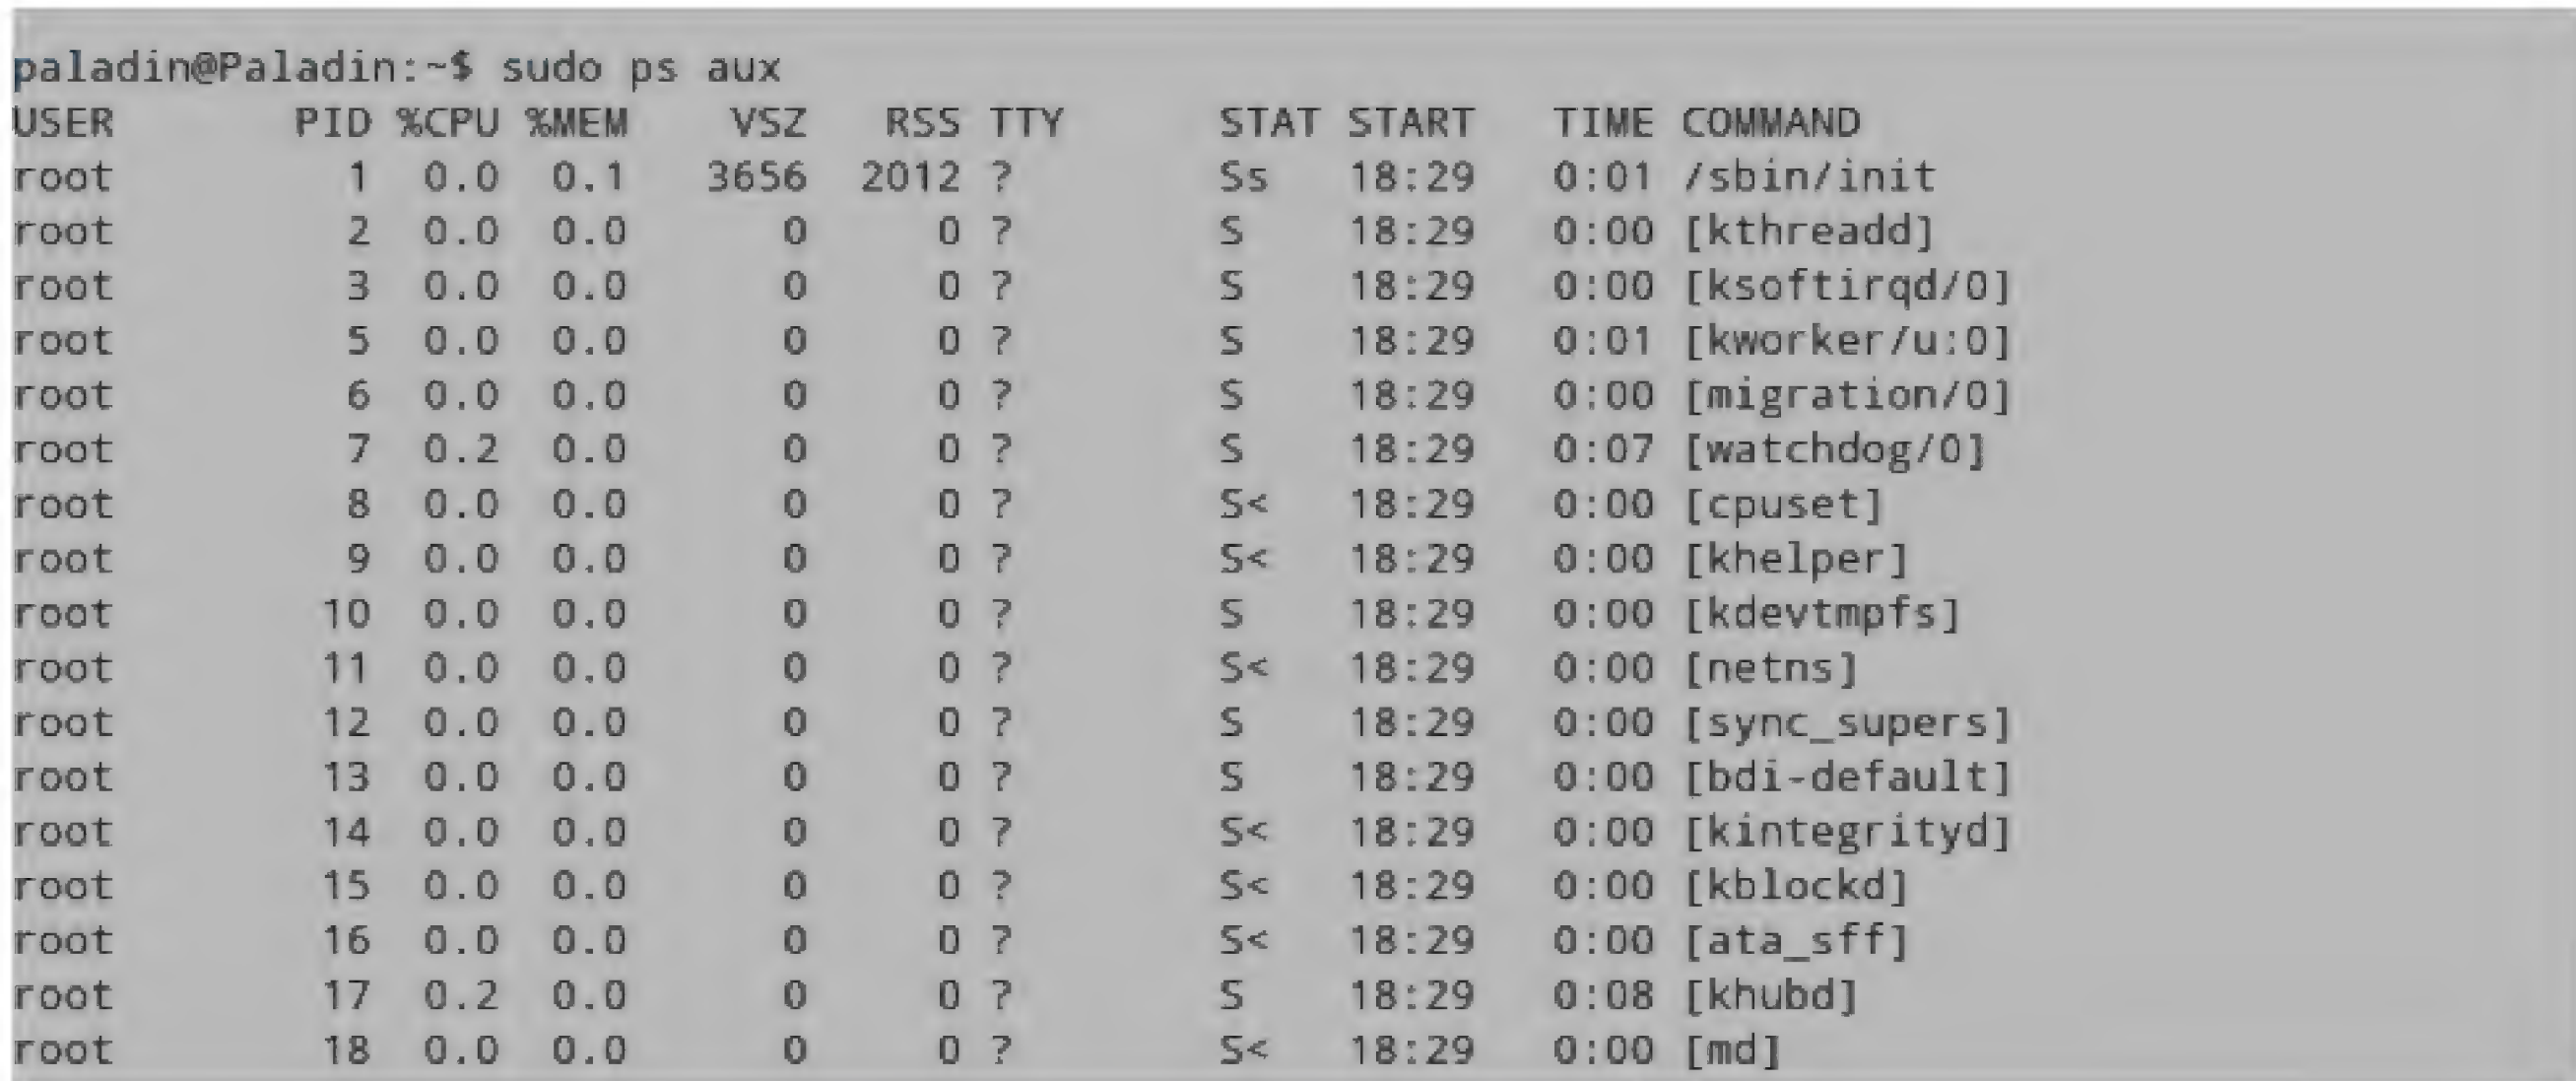 paladin@Paladin:~$ sudo ps aux
USER       PID %CPU %MEM    VSZ   RSS TTY      STAT START   TIME COMMAND
root         1  0.0  0.1   3656  2012 ?        Ss   18:29   0:01 /sbin/init
root         2  0.0  0.0      0     0 ?        S    18:29   0:00 [kthreadd]
root         3  0.0  0.0      0     0 ?        S    18:29   0:00 [ksoftirqd/0]
root         5  0.0  0.0      0     0 ?        S    18:29   0:01 [kworker/u:0]
root         6  0.0  0.0      0     0 ?        S    18:29   0:00 [migration/0]
root         7  0.2  0.0      0     0 ?        S    18:29   0:07 [watchdog/0]
root         8  0.0  0.0      0     0 ?        S<   18:29   0:00 [cpuset]
root         9  0.0  0.0      0     0 ?        S<   18:29   0:00 [khelper]
root        10  0.0  0.0      0     0 ?        S    18:29   0:00 [kdevtmpfs]
root        11  0.0  0.0      0     0 ?        S<   18:29   0:00 [netns]
root        12  0.0  0.0      0     0 ?        S    18:29   0:00 [sync_supers]
root        13  0.0  0.0      0     0 ?        S    18:29   0:00 [bdi-default]
root        14  0.0  0.0      0     0 ?        S<   18:29   0:00 [kintegrityd]
root        15  0.0  0.0      0     0 ?        S<   18:29   0:00 [kblockd]
root        16  0.0  0.0      0     0 ?        S<   18:29   0:00 [ata_sff]
root        17  0.2  0.0      0     0 ?        S    18:29   0:08 [khubd]
root        18  0.0  0.0      0     0 ?        S<   18:29   0:00 [md]